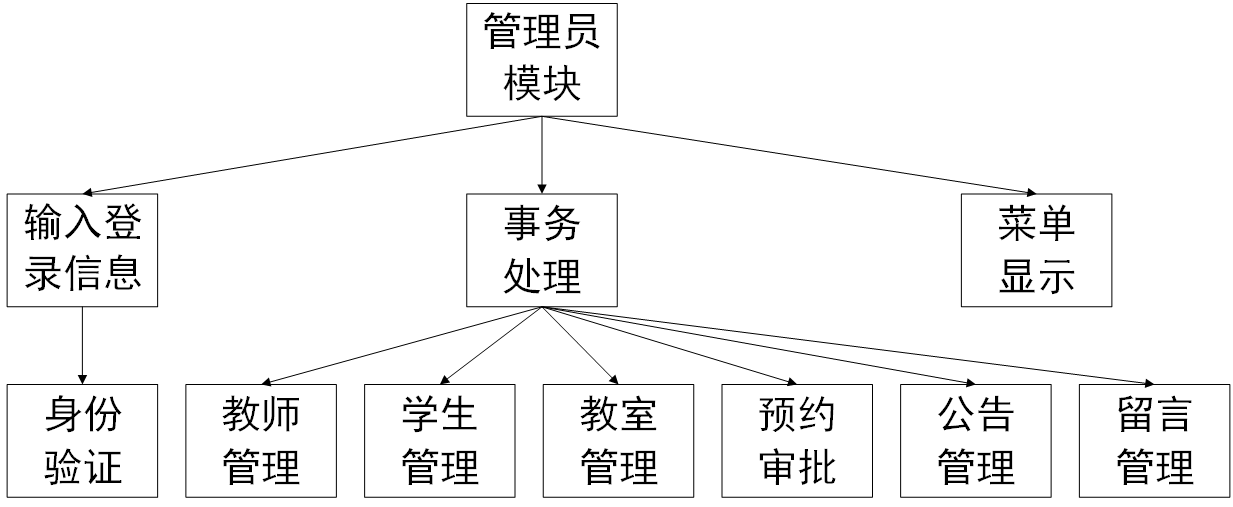 管理员
模块
输入登
录信息
事务
处理
菜单
显示
身份
验证
教师
管理
学生
管理
教室
管理
预约
审批
公告
管理
留言
管理